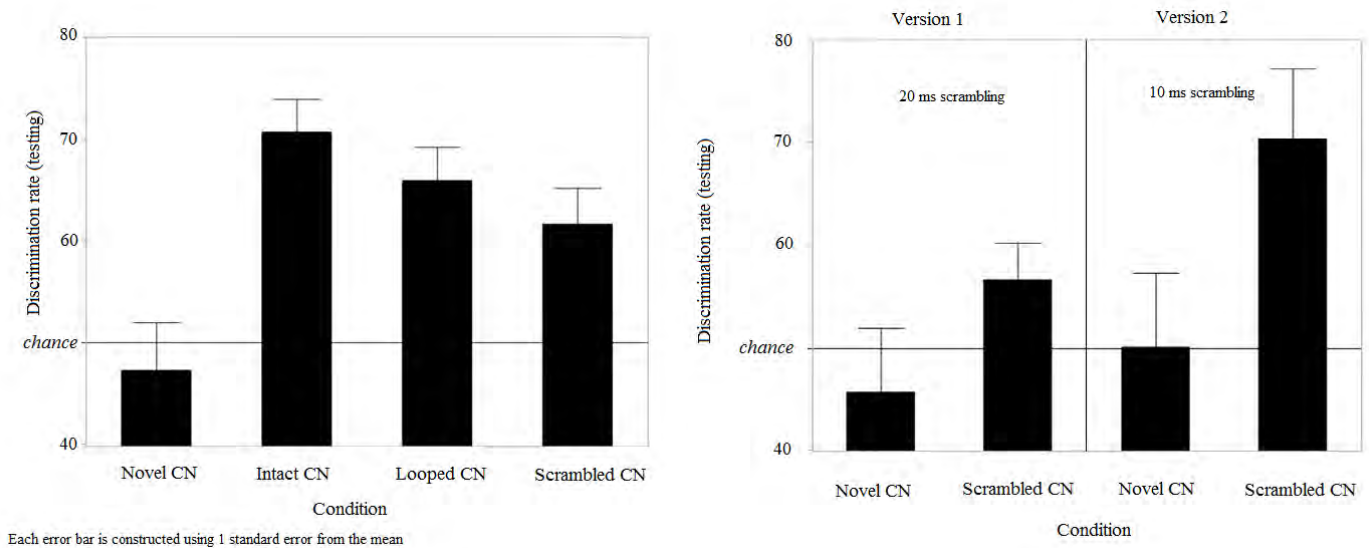 80
70
60
chance
40
Discrimination rate (testing)
Novel CN
Intact CN
Looped CN
Scrambled CN
Condition
Each error bar is constructed using 1 standard error from the mean
Version 1
Version 2
80
70
60
chance
40
Discrimination rate (testing)
20 ms scrambling
10 ms scrambling
Novel CN
Scrambled CN
Novel CN
Scrambled CN
Condition